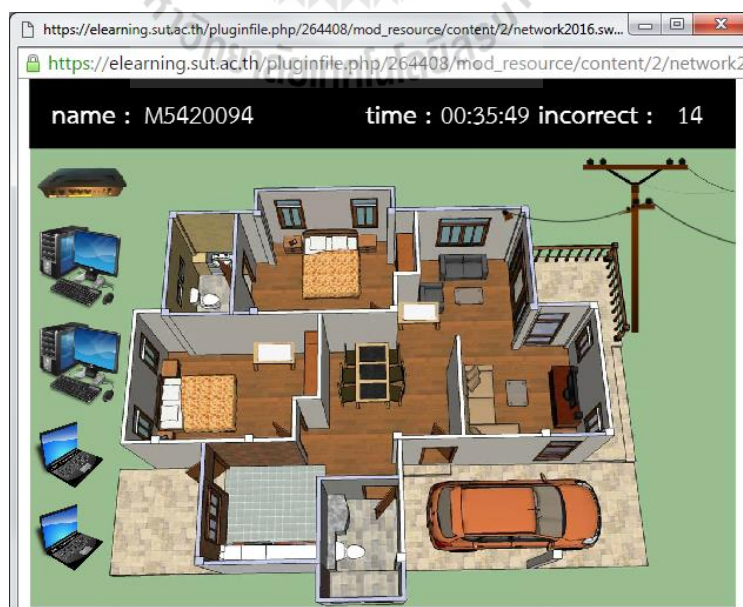 https://elearning.sut.ac.th/pluginfile.php/264408/mod_resource/content/2/network2016.sw...
https://elearning.sut.ac.th/pluginfile.php/264408/mod_resource/content/2/network2
name : M5420094 time : 00:35:49 incorrect : 14